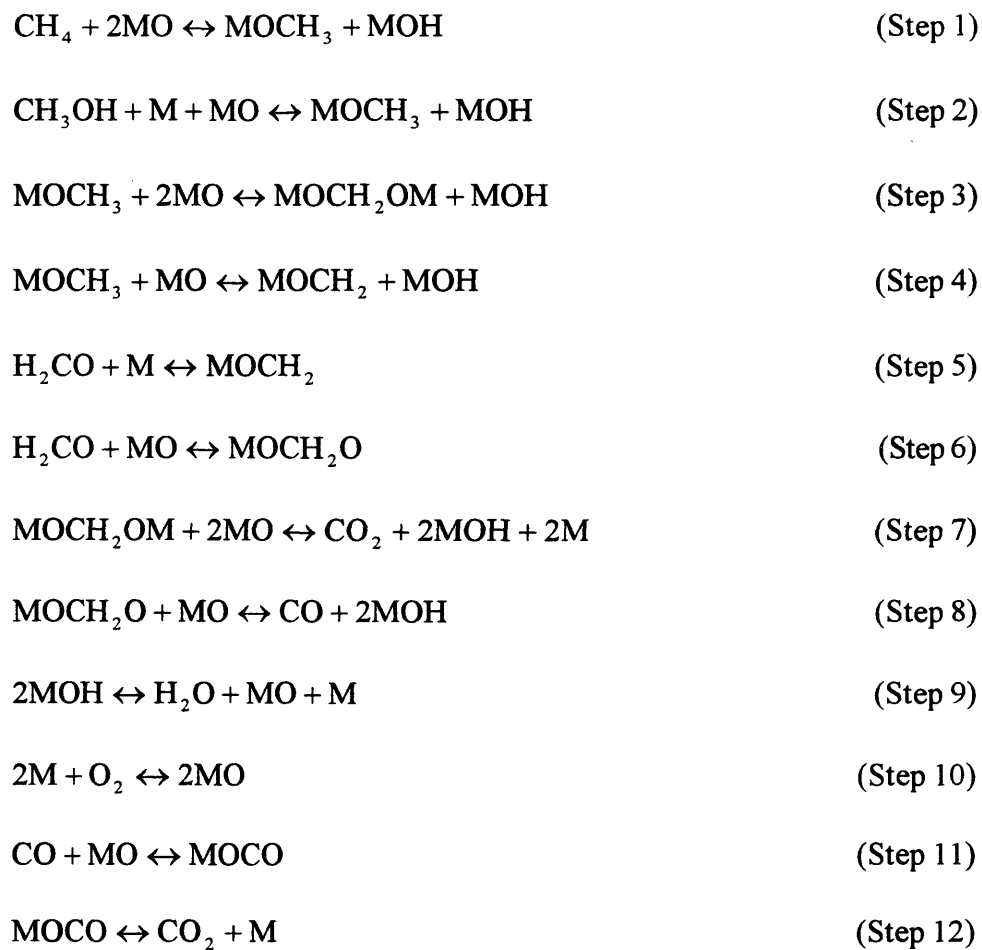 CH₄ + 2MO ↔ MOCH₃ + MOH (Step 1)
CH₃OH + M + MO ↔ MOCH₃ + MOH (Step 2)
MOCH₃ + 2MO ↔ MOCH₂OM + MOH (Step 3)
MOCH₃ + MO ↔ MOCH₂ + MOH (Step 4)
H₂CO + M ↔ MOCH₂ (Step 5)
H₂CO + MO ↔ MOCH₂O (Step 6)
MOCH₂OM + 2MO ↔ CO₂ + 2MOH + 2M (Step 7)
MOCH₂O + MO ↔ CO + 2MOH (Step 8)
2MOH ↔ H₂O + MO + M (Step 9)
2M + O₂ ↔ 2MO (Step 10)
CO + MO ↔ MOCO (Step 11)
MOCO ↔ CO₂ + M (Step 12)